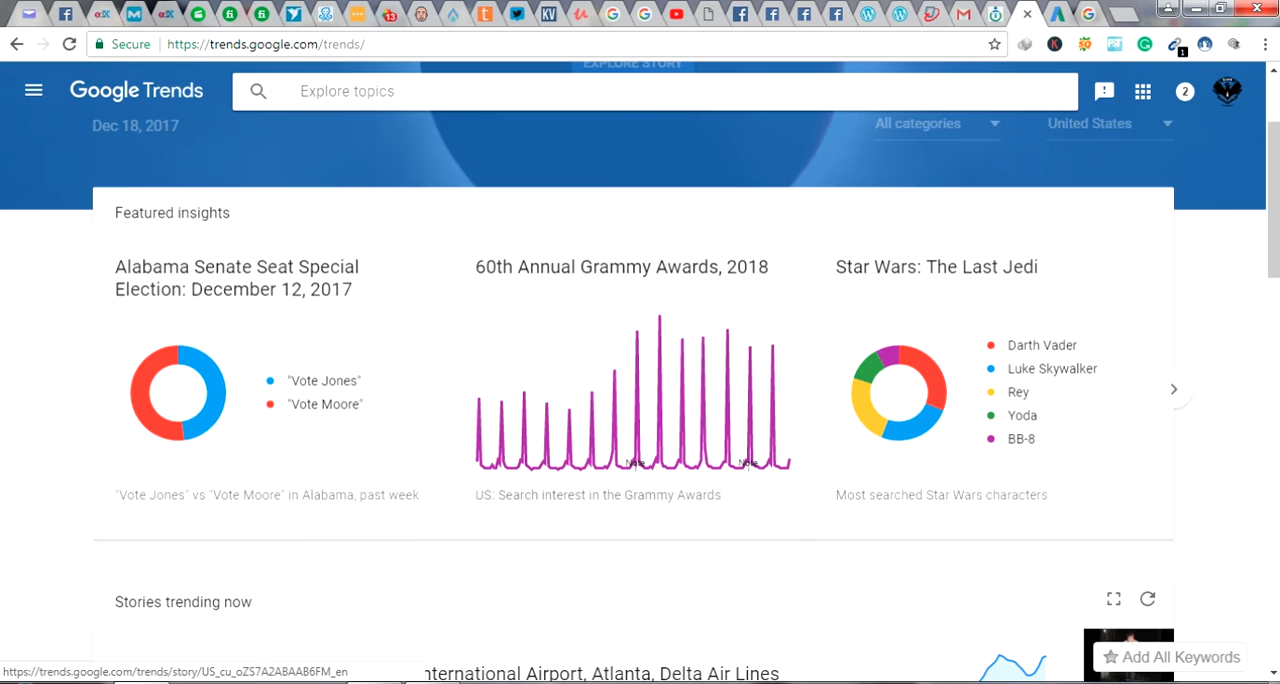 Secure https://trends.google.com/trends/
1
EXPLORE STORY
Google Trends
Explore topics
2
Dec 18, 2017
All categories
United States
Featured insights
Alabama Senate Seat Special
Election: December 12, 2017
"Vote Jones"
"Vote Moore"
"Vote Jones" vs "Vote Moore" in Alabama, past week
60th Annual Grammy Awards, 2018
Note
Note
US. Search interest in the Grammy Awards
Star Wars: The Last Jedi
Darth Vader
Luke Skywalker
Rey
Yoda
BB-8
Most searched Star Wars characters
Stories trending now
Add All Keywords
nternational Airport, Atlanta, Delta Air Lines
https://trends.google.com/trends/story/US_cu_oZS7A2ABAAB6FM_en